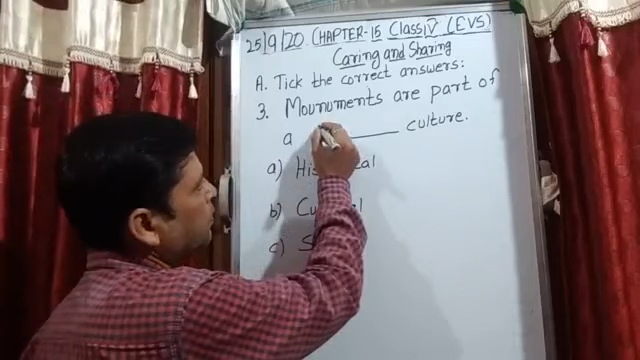 25/9/20 CHAPTER-15 Class IV (EVS)
Caring and Sharing
A. Tick the correct answers:
3. Mounuments are part of
a ______ culture.
a)
b)
c)